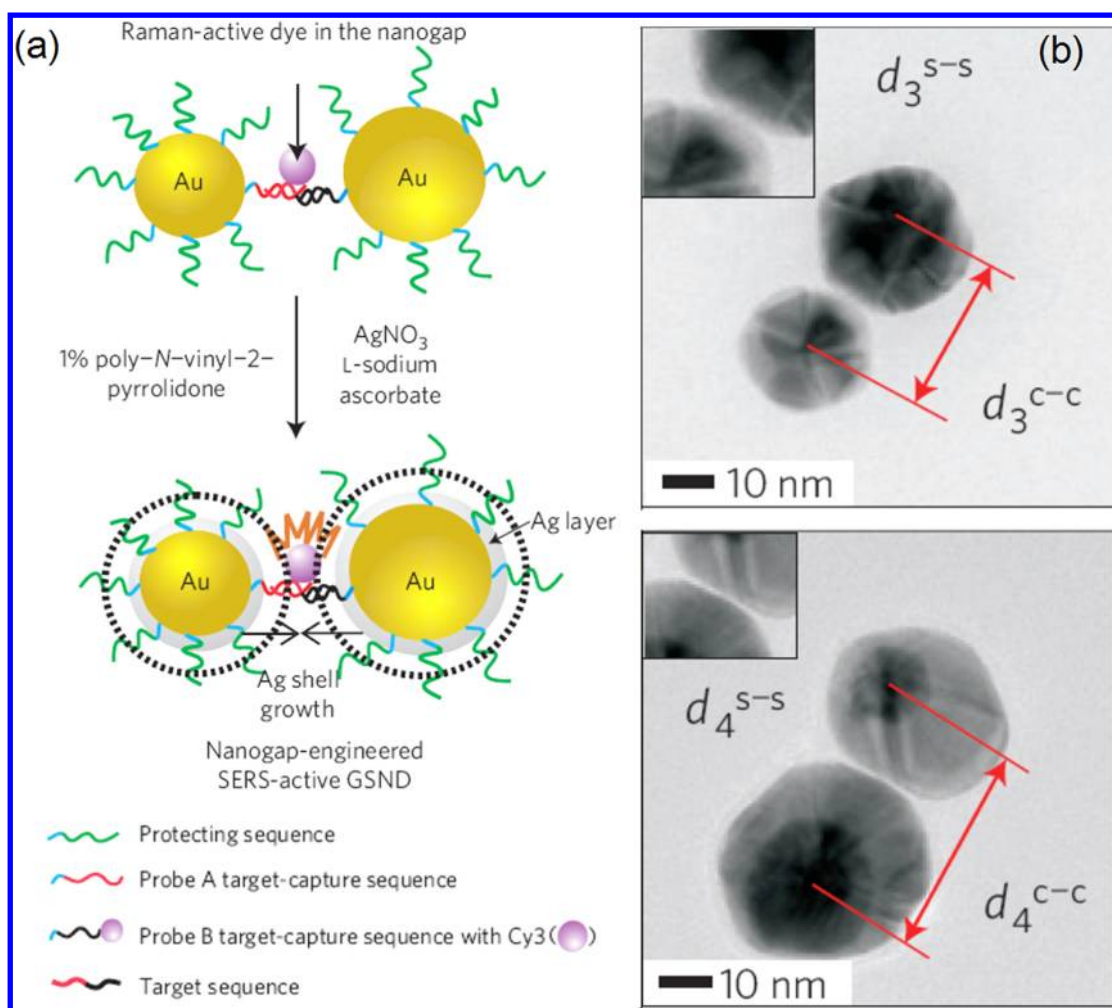 (a)
Raman-active dye in the nanogap
Au
Au
1% poly–N–vinyl–2–
pyrrolidone
AgNO₃
L-sodium
ascorbate
Ag layer
Au
Au
Ag shell
growth
Nanogap-engineered
SERS-active GSND
Protecting sequence
Probe A target-capture sequence
Probe B target-capture sequence with Cy3( )
Target sequence
(b)
d₃ˢ⁻ˢ
d₃ᶜ⁻ᶜ
10 nm
d₄ˢ⁻ˢ
d₄ᶜ⁻ᶜ
10 nm